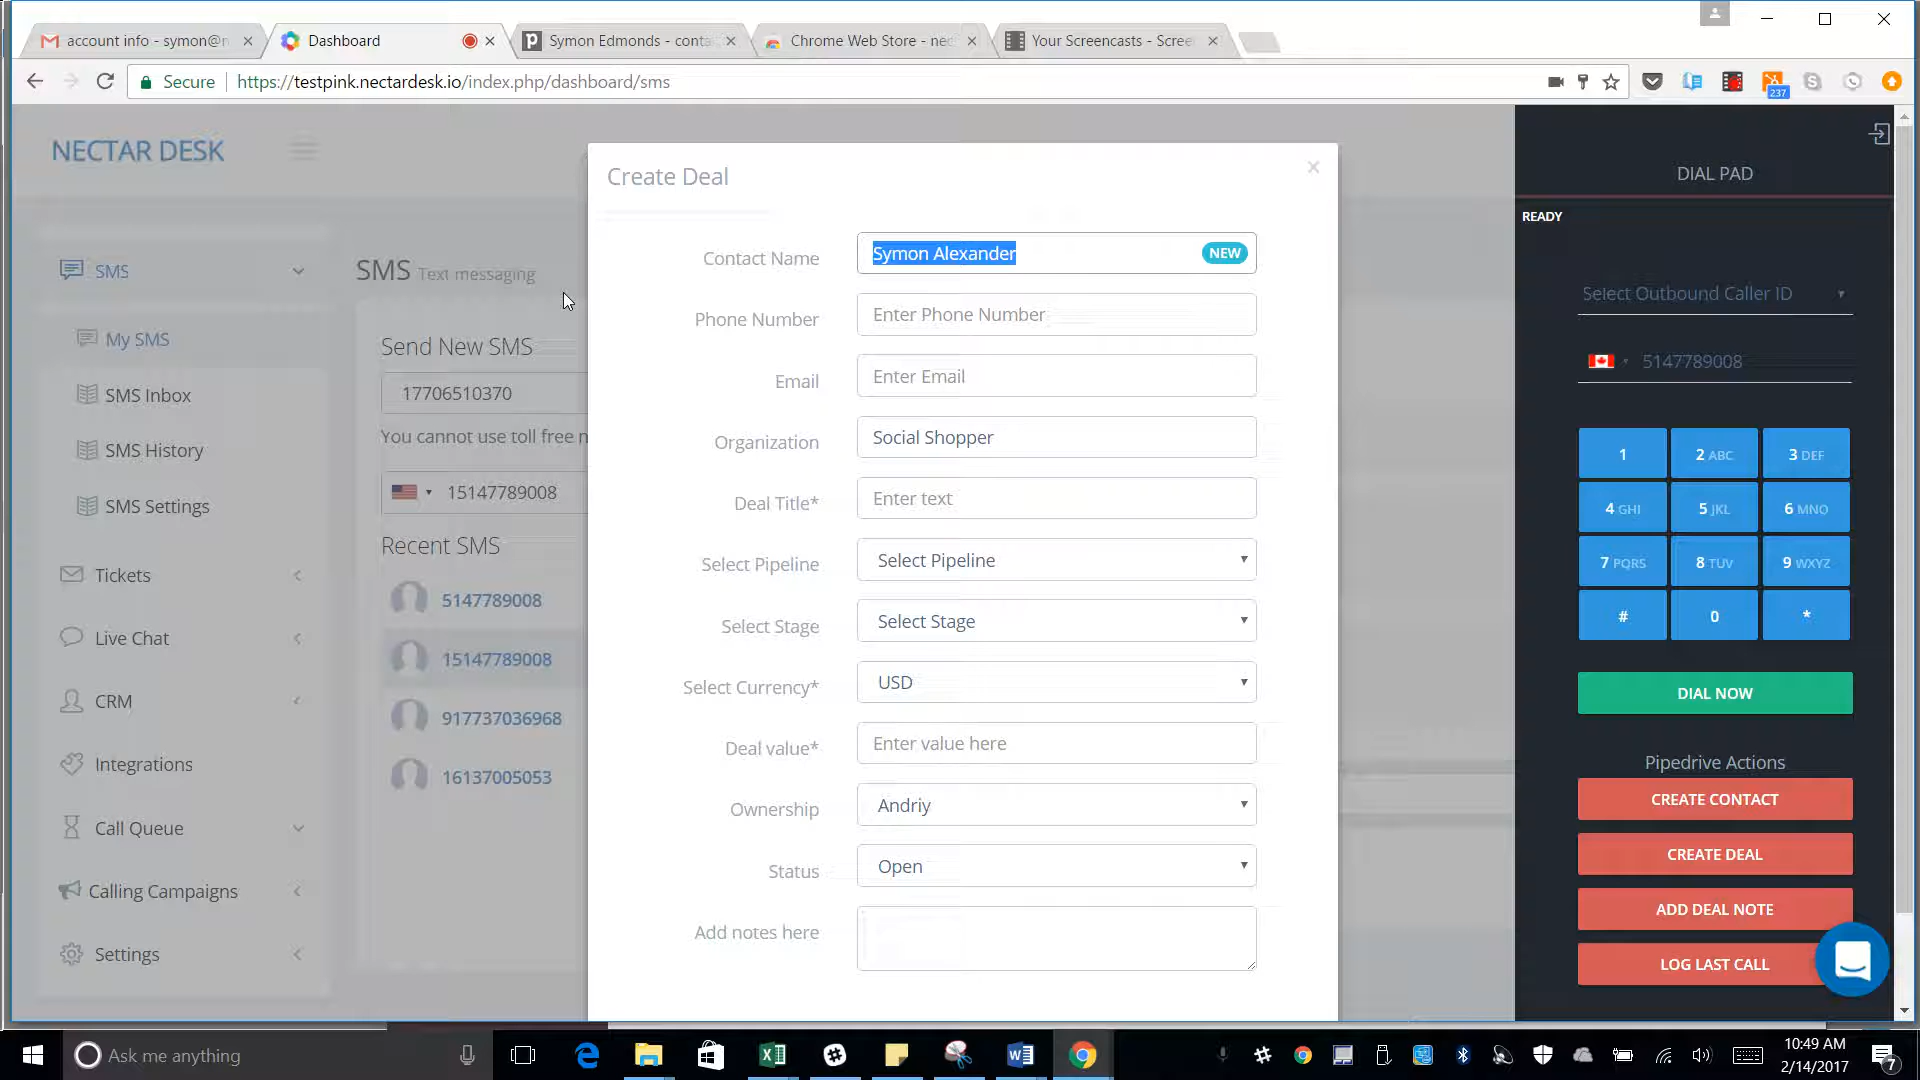 account info - symon@n
Dashboard
Symon Edmonds - conta
Chrome Web Store - nec
Your Screencasts - Scree
Secure
https://testpink.nectardesk.io/index.php/dashboard/sms
237
NECTAR DESK
SMS
My SMS
SMS Inbox
SMS History
SMS Settings
Tickets
Live Chat
CRM
Integrations
Call Queue
Calling Campaigns
Settings
SMS Text messaging
Send New SMS
17706510370
You cannot use toll free n
15147789008
Recent SMS
5147789008
15147789008
917737036968
16137005053
Create Deal
×
Contact Name
Symon Alexander
NEW
Phone Number
Enter Phone Number
Email
Enter Email
Organization
Social Shopper
Deal Title*
Enter text
Select Pipeline
Select Pipeline
Select Stage
Select Stage
Select Currency*
USD
Deal value*
Enter value here
Ownership
Andriy
Status
Open
Add notes here
DIAL PAD
READY
Select Outbound Caller ID
5147789008
1
2 ABC
3 DEF
4 GHI
5 JKL
6 MNO
7 PQRS
8 TUV
9 WXYZ
#
0
*
DIAL NOW
Pipedrive Actions
CREATE CONTACT
CREATE DEAL
ADD DEAL NOTE
LOG LAST CALL
Ask me anything
10:49 AM
2/14/2017
7